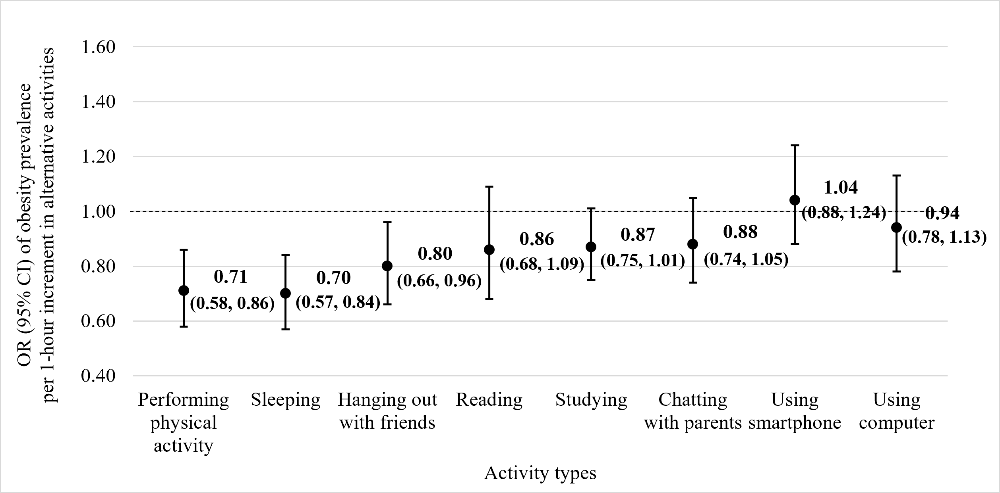 OR (95% CI) of obesity prevalence
per 1-hour increment in alternative activities
1.60
1.40
1.20
1.00
0.80
0.60
0.40
0.71
(0.58, 0.86)
0.70
(0.57, 0.84)
0.80
(0.66, 0.96)
0.86
(0.68, 1.09)
0.87
(0.75, 1.01)
0.88
(0.74, 1.05)
1.04
(0.88, 1.24)
0.94
(0.78, 1.13)
Performing
physical
activity
Sleeping
Hanging out
with friends
Reading
Studying
Chatting
with parents
Using
smartphone
Using
computer
Activity types